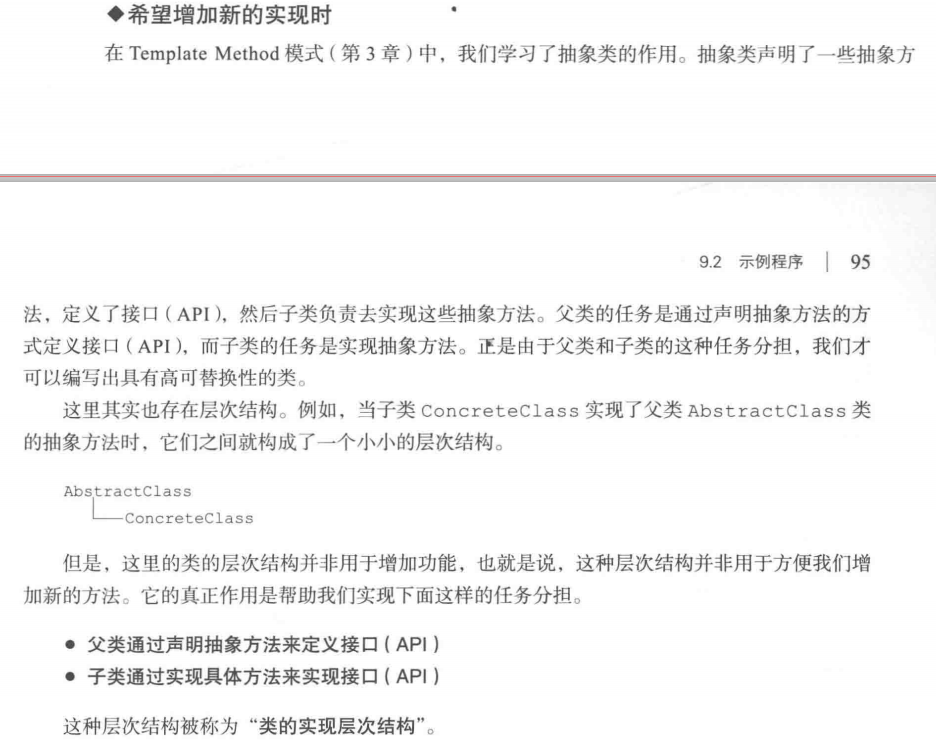 ◆希望增加新的实现时
在 Template Method 模式（第 3 章）中，我们学习了抽象类的作用。抽象类声明了一些抽象方
9.2 示例程序 | 95
法，定义了接口（API），然后子类负责去实现这些抽象方法。父类的任务是通过声明抽象方法的方
式定义接口（API），而子类的任务是实现抽象方法。正是由于父类和子类的这种任务分担，我们才
可以编写出具有高可替换性的类。
这里其实也存在层次结构。例如，当子类 ConcreteClass 实现了父类 AbstractClass 类
的抽象方法时，它们之间就构成了一个小小的层次结构。
AbstractClass
ConcreteClass
但是，这里的类的层次结构并非用于增加功能，也就是说，这种层次结构并非用于方便我们增
加新的方法。它的真正作用是帮助我们实现下面这样的任务分担。
● 父类通过声明抽象方法来定义接口（API）
● 子类通过实现具体方法来实现接口（API）
这种层次结构被称为“类的实现层次结构”。